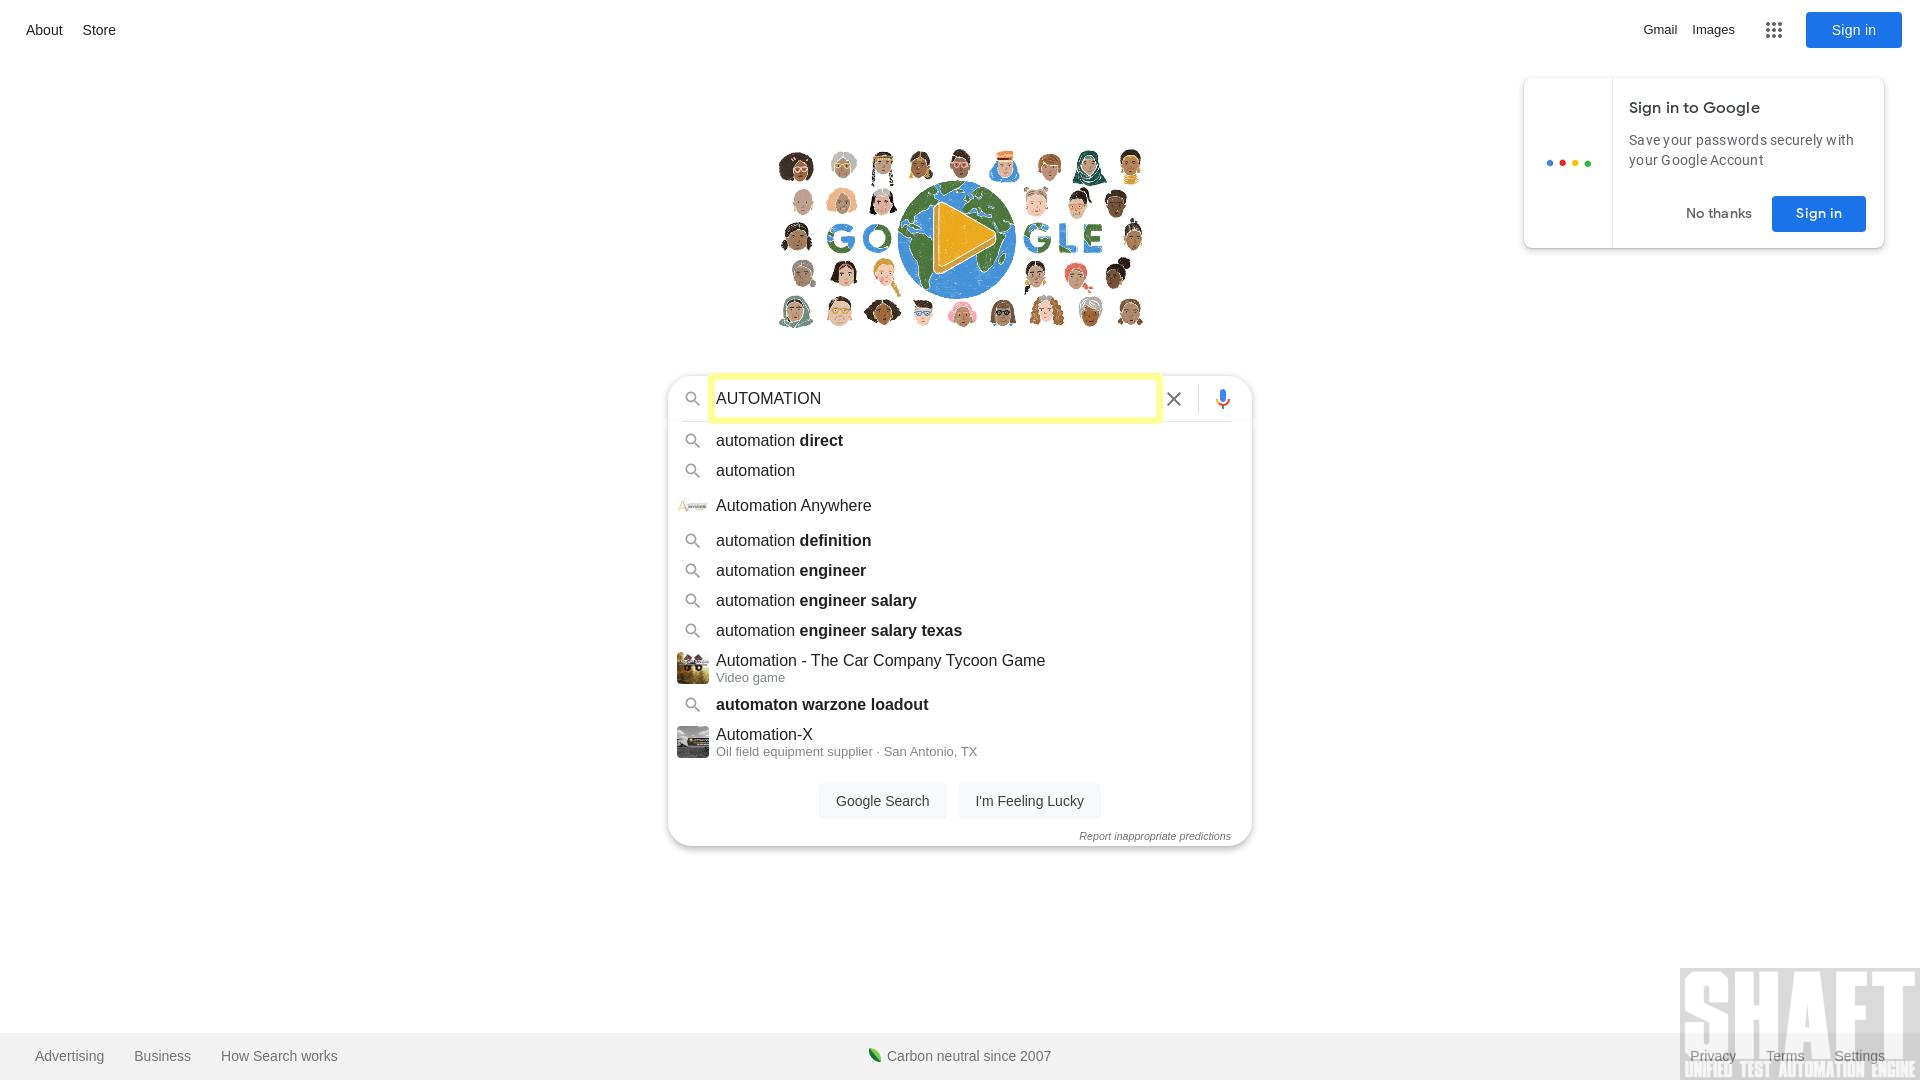 About Store
Gmail Images Sign in
Sign in to Google
Save your passwords securely with
your Google Account
No thanks Sign in
GO GLE
AUTOMATION
automation direct
automation
Automation Anywhere
automation definition
automation engineer
automation engineer salary
automation engineer salary texas
Automation - The Car Company Tycoon Game
Video game
automaton warzone loadout
Automation-X
Oil field equipment supplier · San Antonio, TX
Google Search I'm Feeling Lucky
Report inappropriate predictions
SHAFT
UNIFIED TEST AUTOMATION ENGINE
Advertising Business How Search works
Carbon neutral since 2007
Privacy Terms Settings